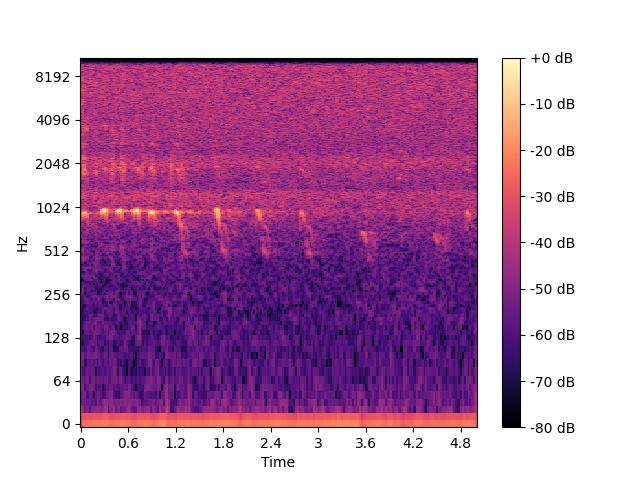 +0 dB
8192
-10 dB
4096
-20 dB
2048
-30 dB
1024
-40 dB
Hz
512
-50 dB
256
-60 dB
128
64
-70 dB
0
-80 dB
0 0.6 1.2 1.8 2.4 3 3.6 4.2 4.8
Time